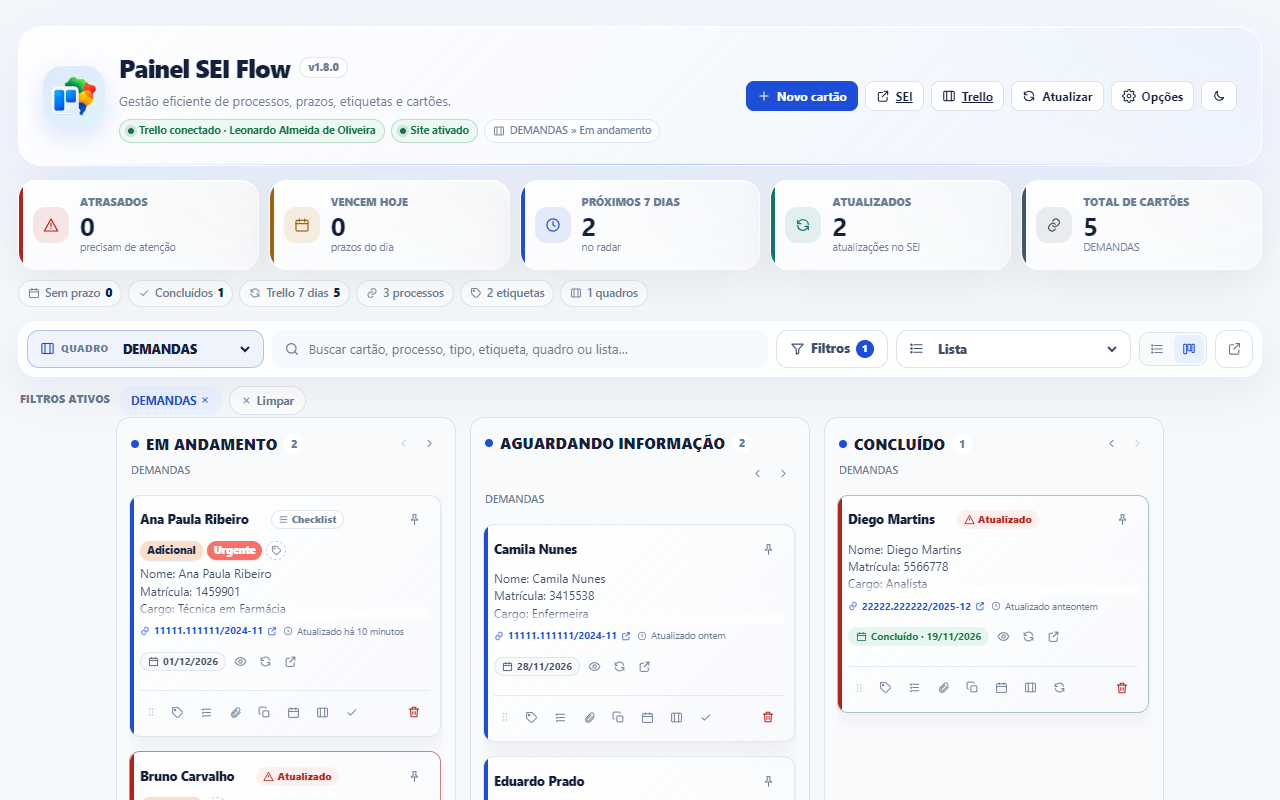 Painel SEI Flow v1.8.0
Gestão eficiente de processos, prazos, etiquetas e cartões.
Trello conectado · Leonardo Almeida de Oliveira Site ativado DEMANDAS » Em andamento
Novo cartão SEI Trello Atualizar Opções
ATRASADOS
0
precisam de atenção
VENCEM HOJE
0
prazos do dia
PRÓXIMOS 7 DIAS
2
no radar
ATUALIZADOS
2
atualizações no SEI
TOTAL DE CARTÕES
5
DEMANDAS
Sem prazo 0 Concluídos 1 Trello 7 dias 5 3 processos 2 etiquetas 1 quadros
QUADRO DEMANDAS Buscar cartão, processo, tipo, etiqueta, quadro ou lista... Filtros 1 Lista
FILTROS ATIVOS DEMANDAS × × Limpar
EM ANDAMENTO 2
DEMANDAS
Ana Paula Ribeiro Checklist
Adicional Urgente
Nome: Ana Paula Ribeiro
Matrícula: 1459901
Cargo: Técnica em Farmácia
11111.111111/2024-11 Atualizado há 10 minutos
01/12/2026
Bruno Carvalho Atualizado
AGUARDANDO INFORMAÇÃO 2
DEMANDAS
Camila Nunes
Nome: Camila Nunes
Matrícula: 3415538
Cargo: Enfermeira
11111.111111/2024-11 Atualizado ontem
28/11/2026
Eduardo Prado
CONCLUÍDO 1
DEMANDAS
Diego Martins Atualizado
Nome: Diego Martins
Matrícula: 5566778
Cargo: Analista
22222.222222/2025-12 Atualizado anteontem
Concluído · 19/11/2026